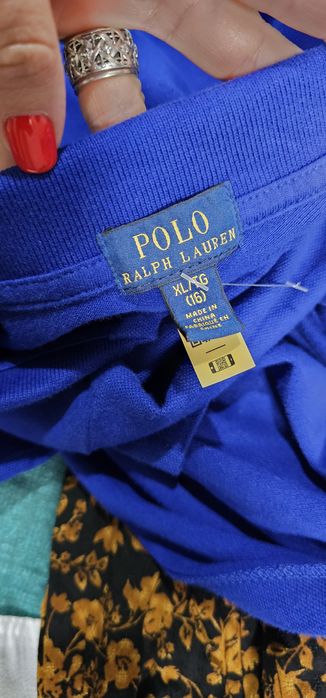 POLO
RALPH LAUREN
XL/TG
(16)
MADE IN
CHINA
FABRIQUÉ EN
CHINE